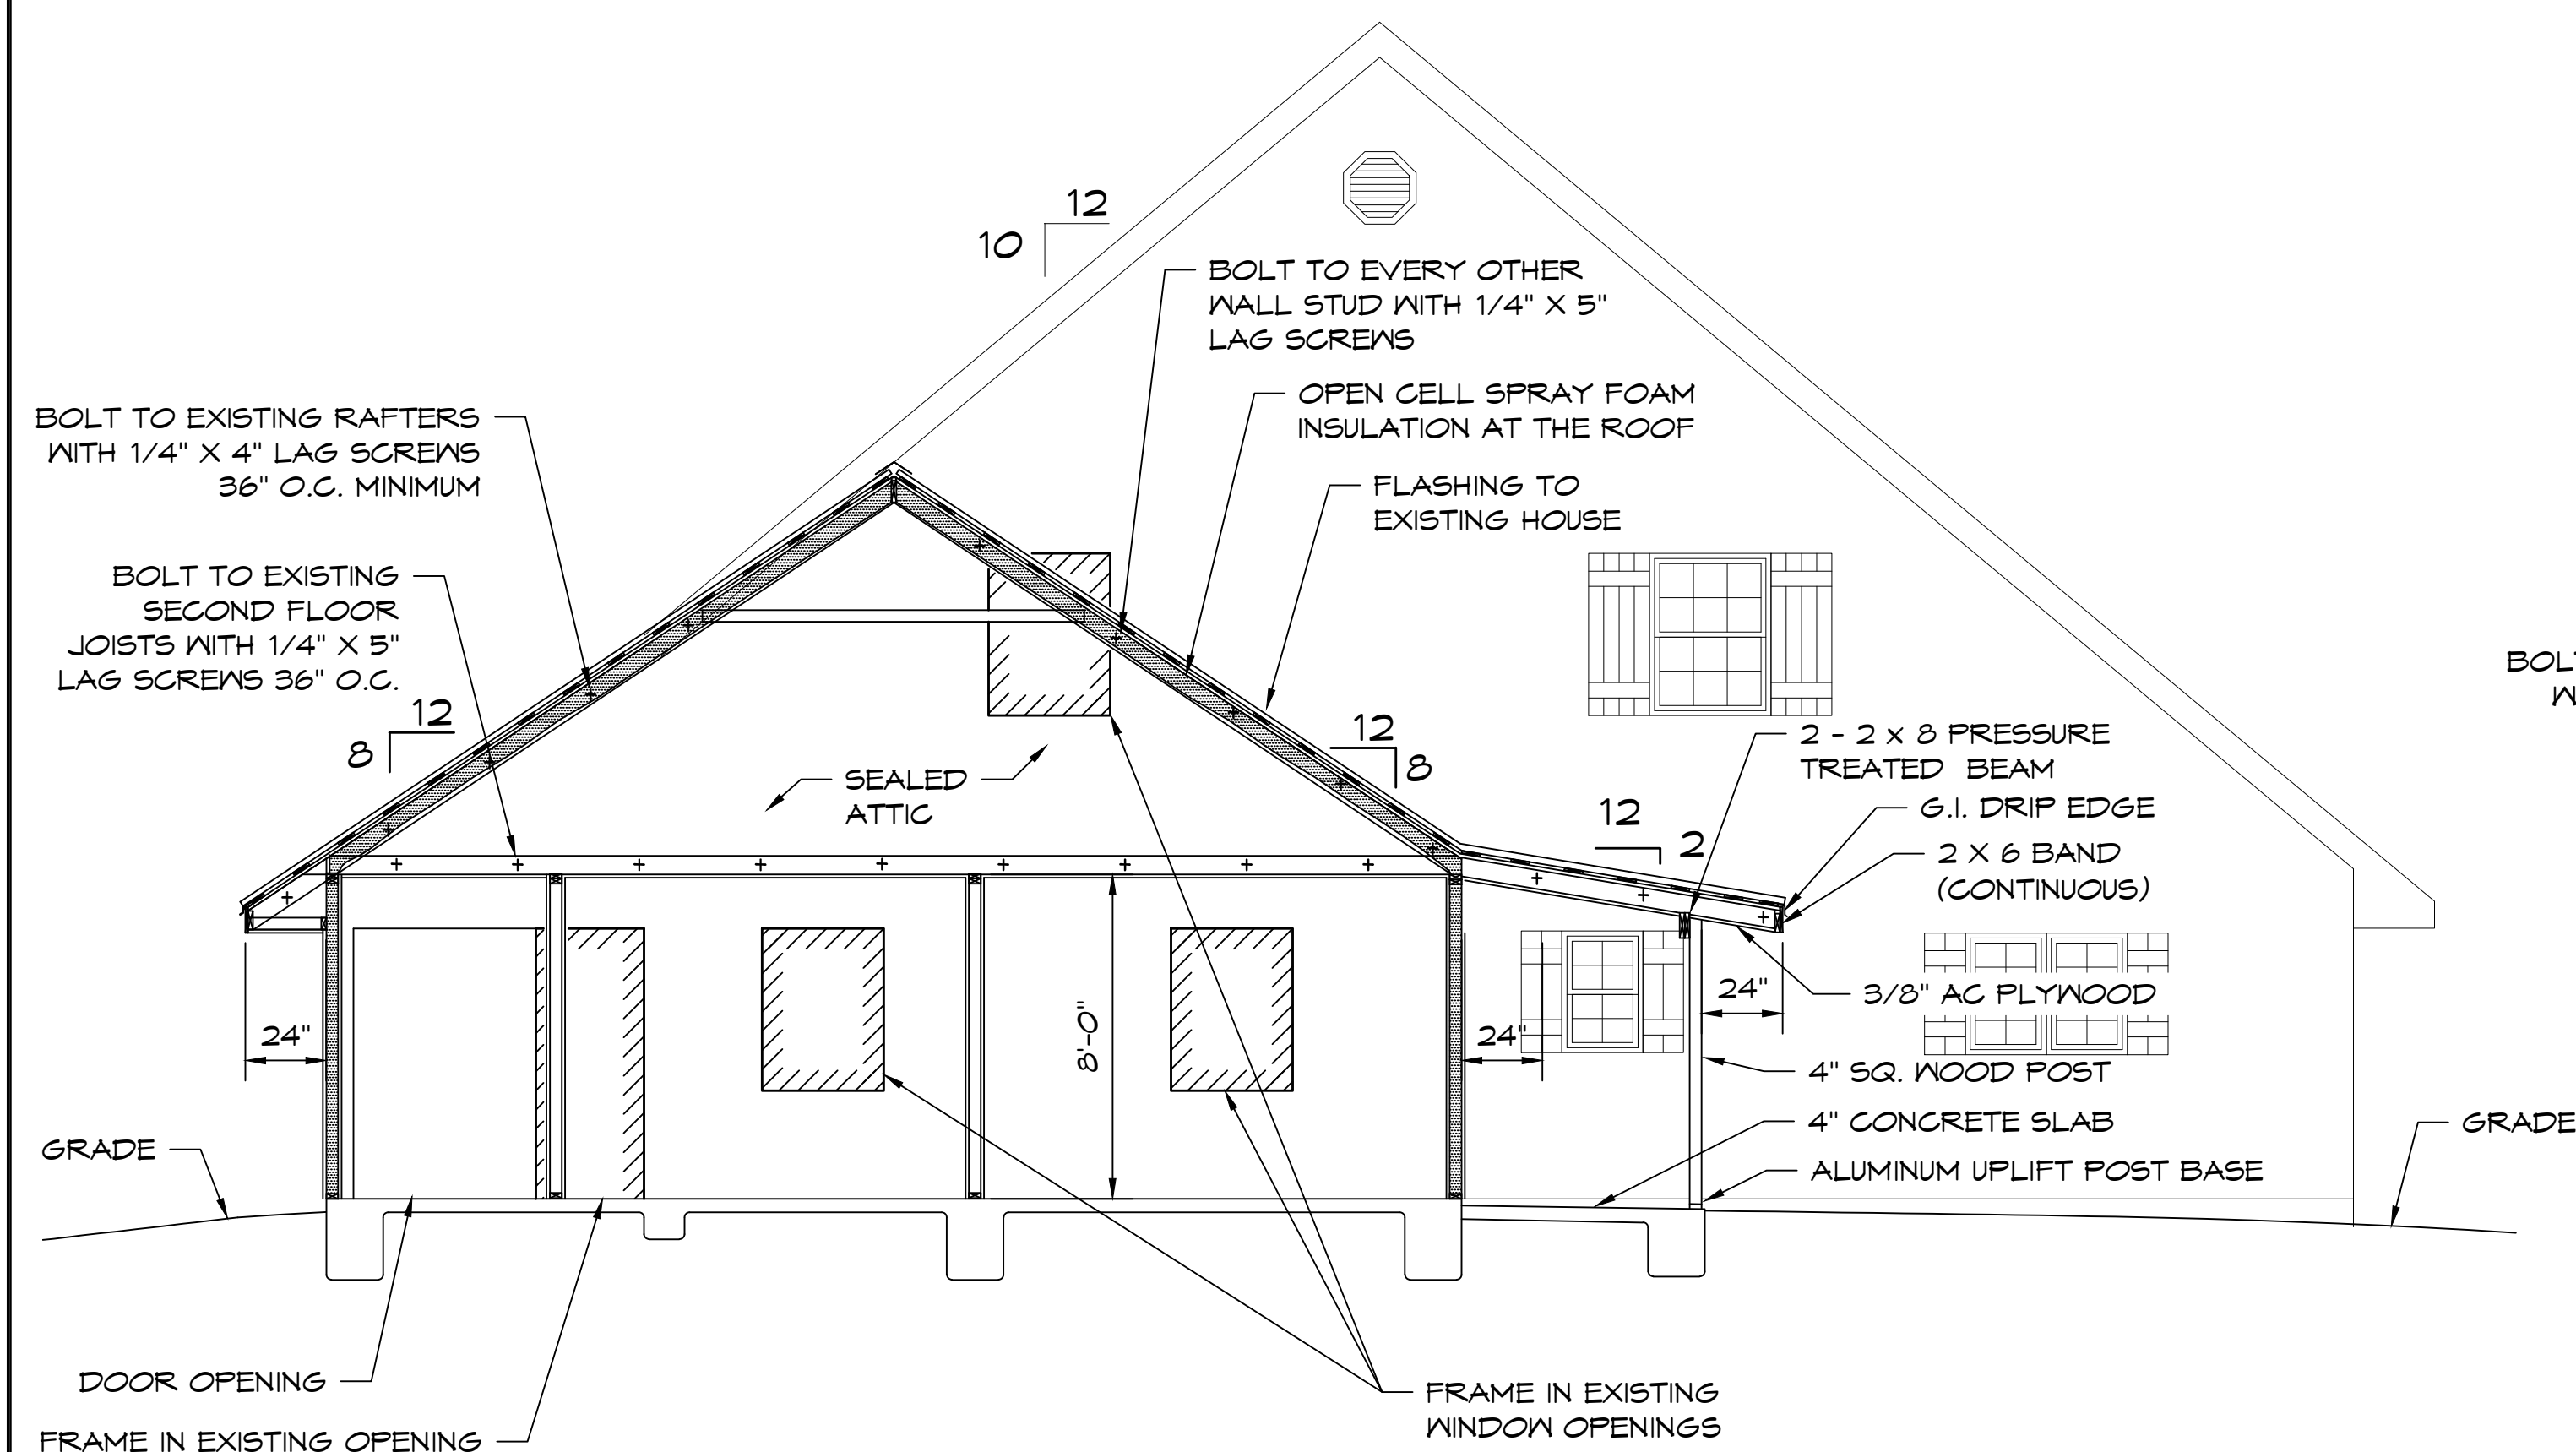 12
10
BOLT TO EVERY OTHER
WALL STUD WITH 1/4" X 5"
LAG SCREWS
OPEN CELL SPRAY FOAM
INSULATION AT THE ROOF
FLASHING TO
EXISTING HOUSE
BOLT TO EXISTING RAFTERS
WITH 1/4" X 4" LAG SCREWS
36" O.C. MINIMUM
BOLT TO EXISTING
SECOND FLOOR
JOISTS WITH 1/4" X 5"
LAG SCREWS 36" O.C.
12
8
SEALED
ATTIC
12
8
12
2
2 - 2 x 8 PRESSURE
TREATED BEAM
G.I. DRIP EDGE
2 X 6 BAND
(CONTINUOUS)
3/8" AC PLYWOOD
24"
24"
24"
8'-0"
4" SQ. WOOD POST
4" CONCRETE SLAB
ALUMINUM UPLIFT POST BASE
GRADE
GRADE
DOOR OPENING
FRAME IN EXISTING OPENING
FRAME IN EXISTING
WINDOW OPENINGS